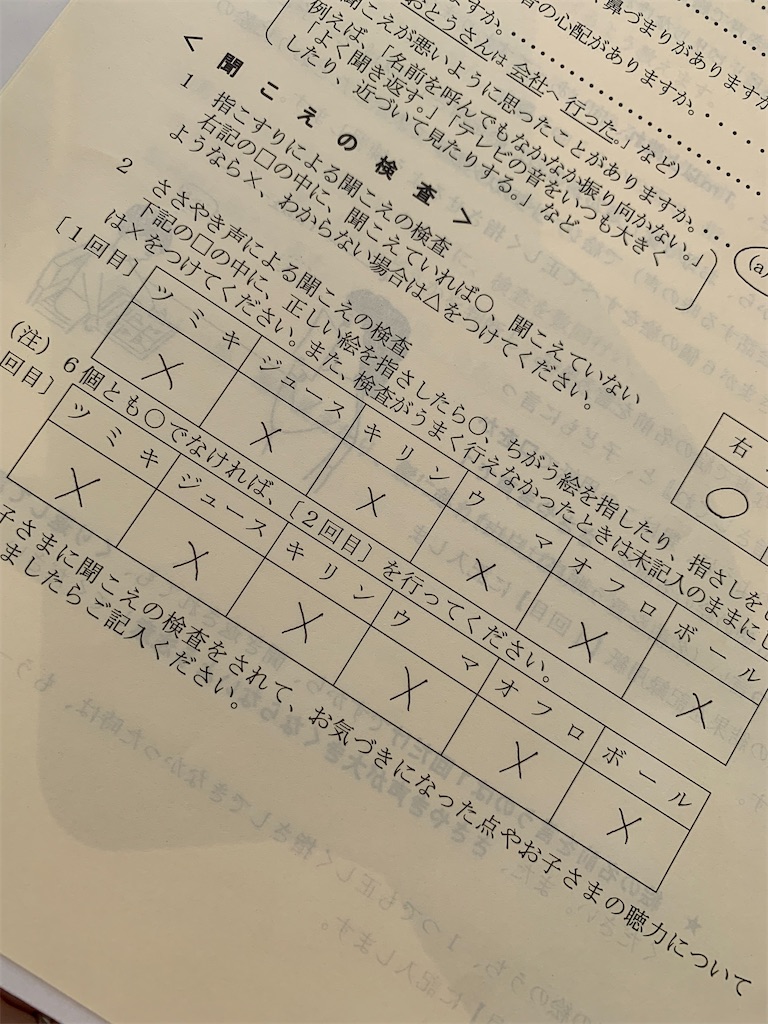 鼻づまりがありますか
の心配がありますか。
すか。
聞こえが悪いように思ったことがありますか。
おとうさんは 会社へ 行った。」など)
例えば、「名前を呼んでもなかなか振り向かない。」
「よく聞き返す。」「テレビの音をいつも大きく
したり、近づいて見たりする。」など
< 聞こえの検査 >
1 指こすりによる聞こえの検査
右記の□の中に、聞こえていれば○、聞こえていない
ようなら×、わからない場合は△をつけてください。
右
○
2 ささやき声による聞こえの検査
下記の□の中に、正しい絵を指さしたら○、ちがう絵を指したり、指さしをし
は×をつけてください。また、検査がうまく行えなかったときは未記入のままにし
〔1回目〕
ツミキ ジュース キリン ウマ オフロ ボール
× × × × × ×
(注) 6個とも○でなければ、〔2回目〕を行ってください。
回目〕
ツミキ ジュース キリン ウマ オフロ ボール
× × × × × ×
子さまに聞こえの検査をされて、お気づきになった点やお子さまの聴力について
ましたらご記入ください。